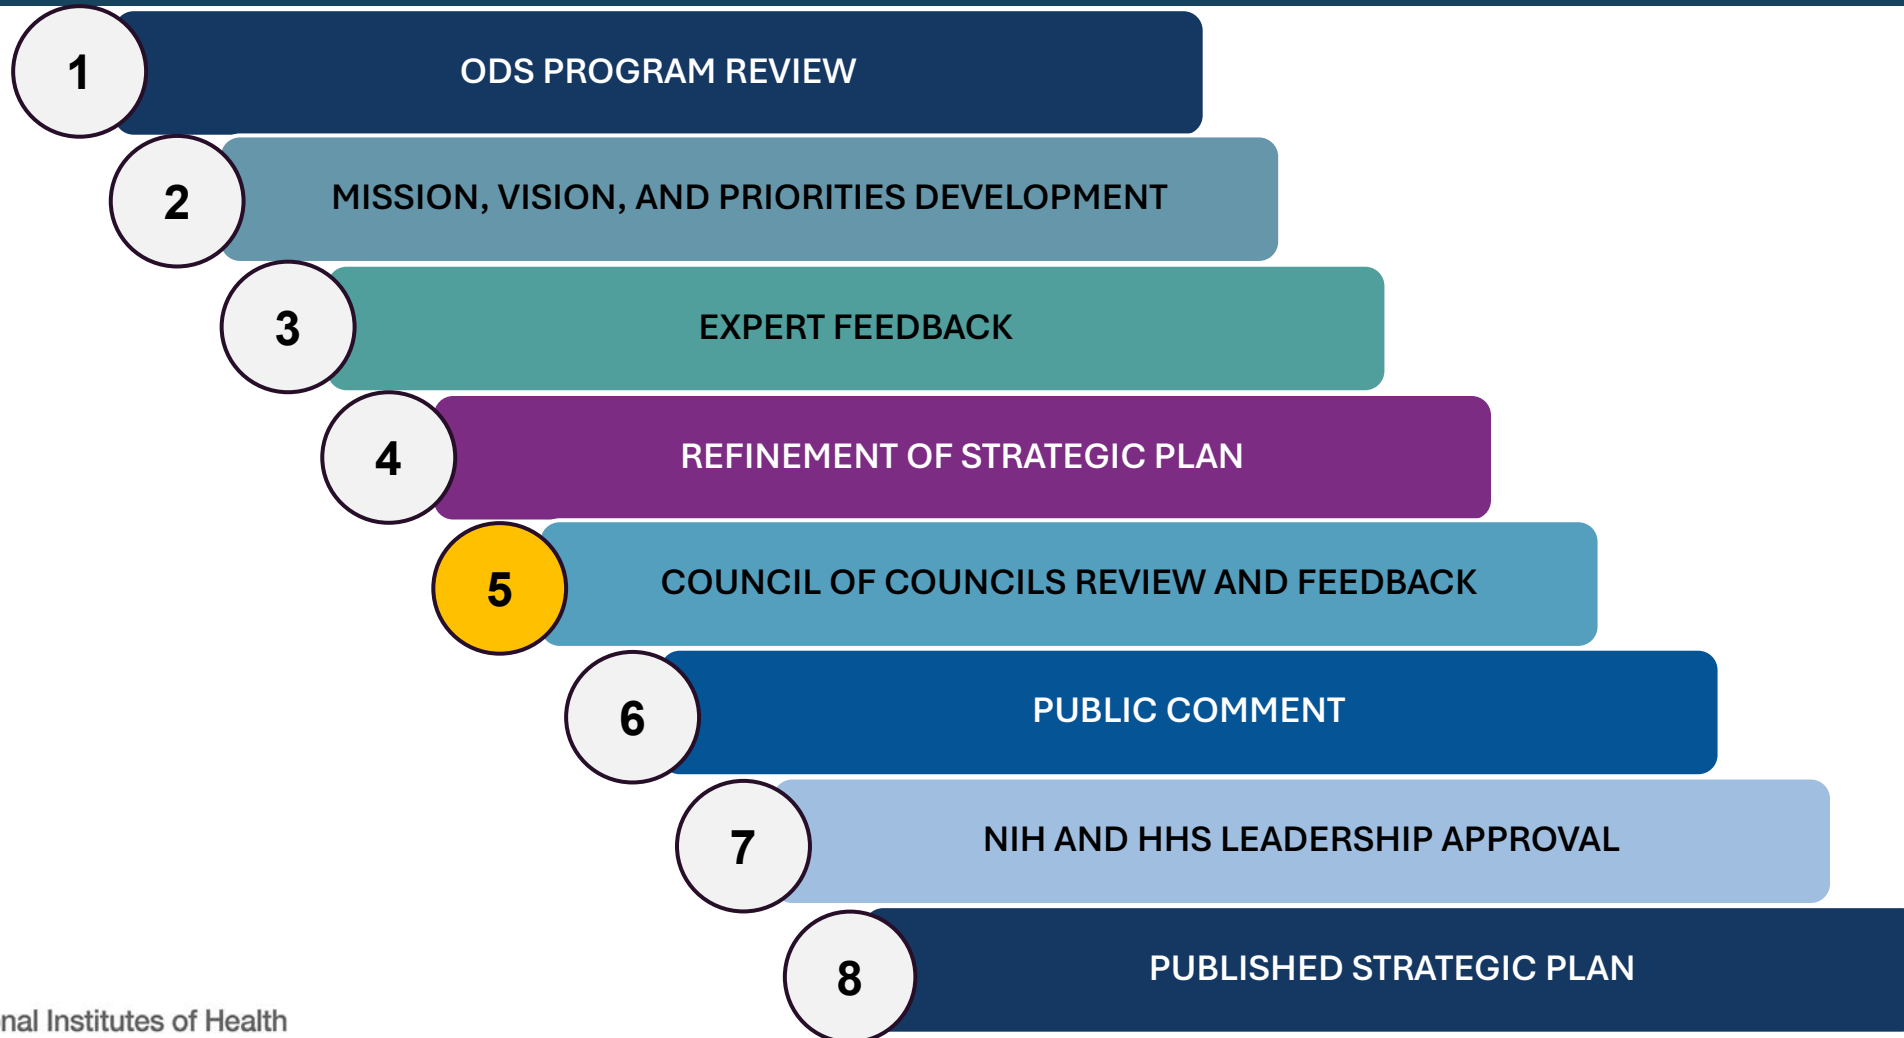 1
ODS PROGRAM REVIEW
2
MISSION, VISION, AND PRIORITIES DEVELOPMENT
3
EXPERT FEEDBACK
4
REFINEMENT OF STRATEGIC PLAN
5
COUNCIL OF COUNCILS REVIEW AND FEEDBACK
6
PUBLIC COMMENT
7
NIH AND HHS LEADERSHIP APPROVAL
8
PUBLISHED STRATEGIC PLAN
nal Institutes of Health